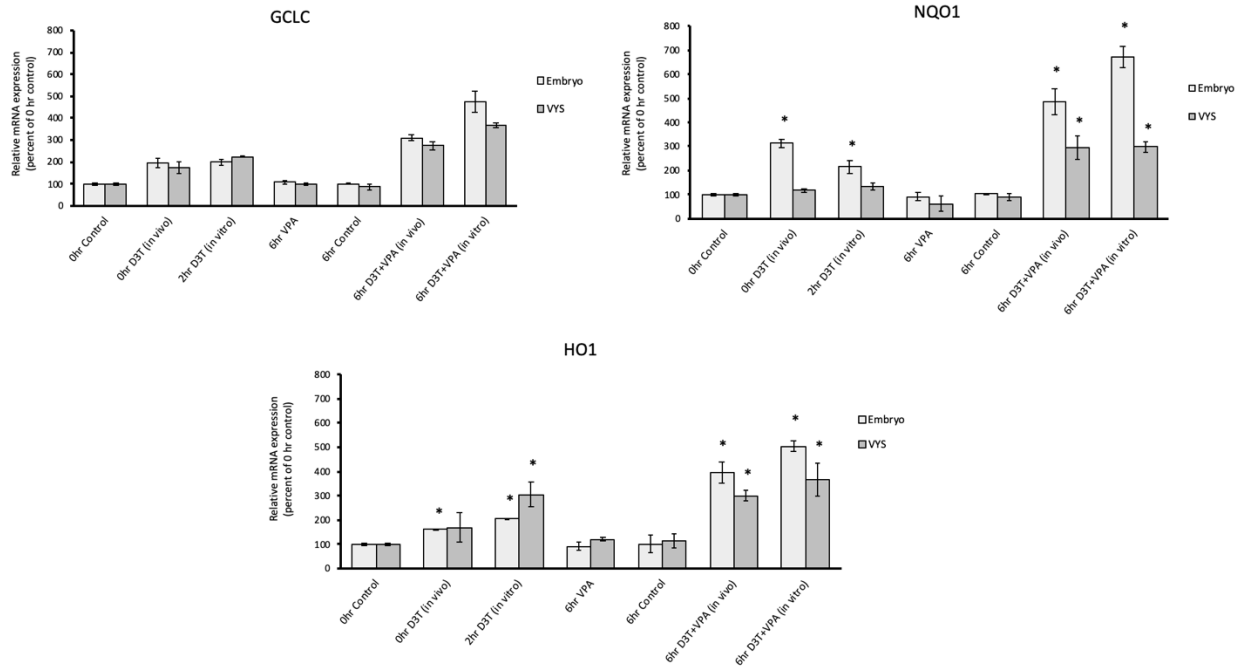 GCLC
Relative mRNA expression
(percent of 0 hr control)
800
700
600
500
400
300
200
100
0
0hr Control
0hr D3T (in vivo)
2hr D3T (in vitro)
6hr VPA
6hr Control
6hr D3T+VPA (in vivo)
6hr D3T+VPA (in vitro)
Embryo
VYS
NQO1
Relative mRNA expression
(percent of 0 hr control)
800
700
600
500
400
300
200
100
0
* * * * * *
0hr Control
0hr D3T (in vivo)
2hr D3T (in vitro)
6hr VPA
6hr Control
6hr D3T+VPA (in vivo)
6hr D3T+VPA (in vitro)
Embryo
VYS
HO1
Relative mRNA expression
(percent of 0 hr control)
800
700
600
500
400
300
200
100
0
* * * * * * *
0hr Control
0hr D3T (in vivo)
2hr D3T (in vitro)
6hr VPA
6hr Control
6hr D3T+VPA (in vivo)
6hr D3T+VPA (in vitro)
Embryo
VYS